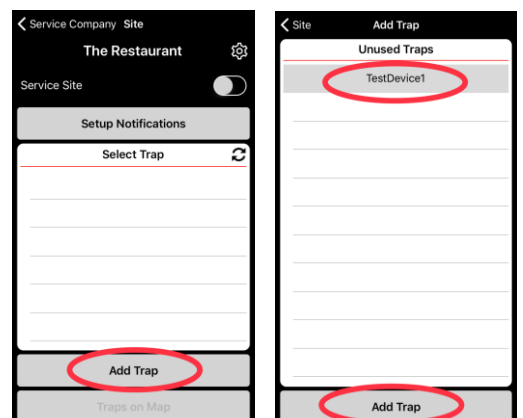 Service Company Site
The Restaurant
Service Site
Setup Notifications
Select Trap
Add Trap
Traps on Map
Site Add Trap
Unused Traps
TestDevice1
Add Trap